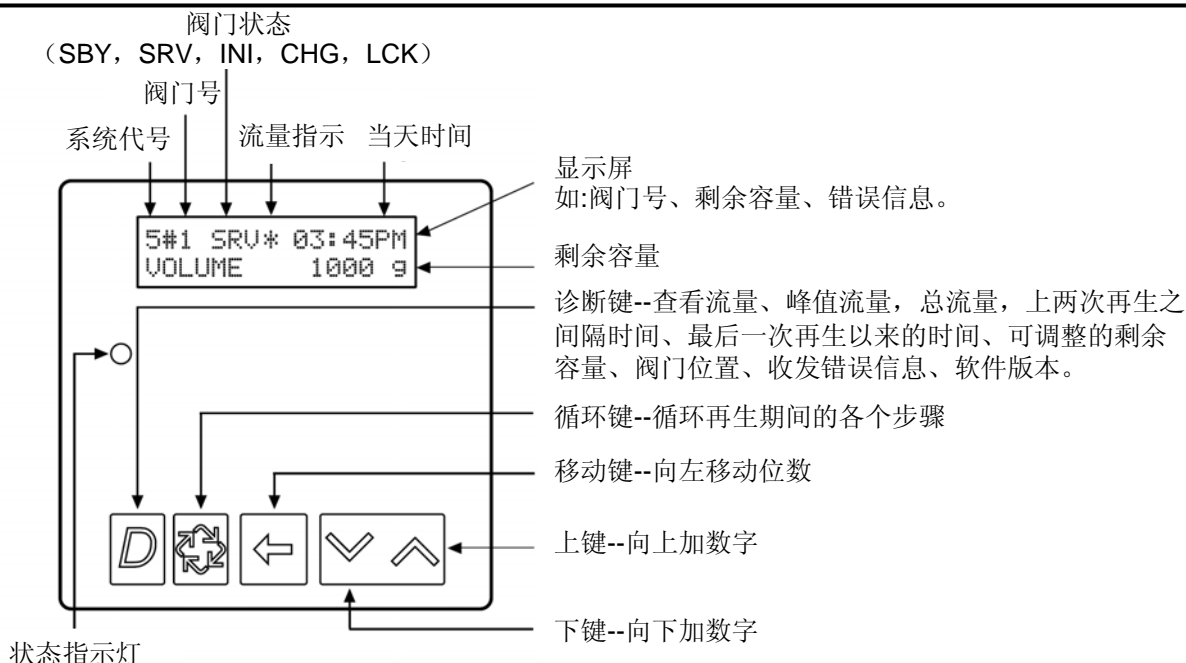 阀门状态
（SBY，SRV，INI，CHG，LCK）
阀门号
系统代号
流量指示
当天时间
显示屏
如:阀门号、剩余容量、错误信息。
5#1 SRV* 03:45PM
VOLUME 1000 g
剩余容量
诊断键--查看流量、峰值流量，总流量，上两次再生之
间隔时间、最后一次再生以来的时间、可调整的剩余
容量、阀门位置、收发错误信息、软件版本。
循环键--循环再生期间的各个步骤
移动键--向左移动位数
D
上键--向上加数字
下键--向下加数字
状态指示灯